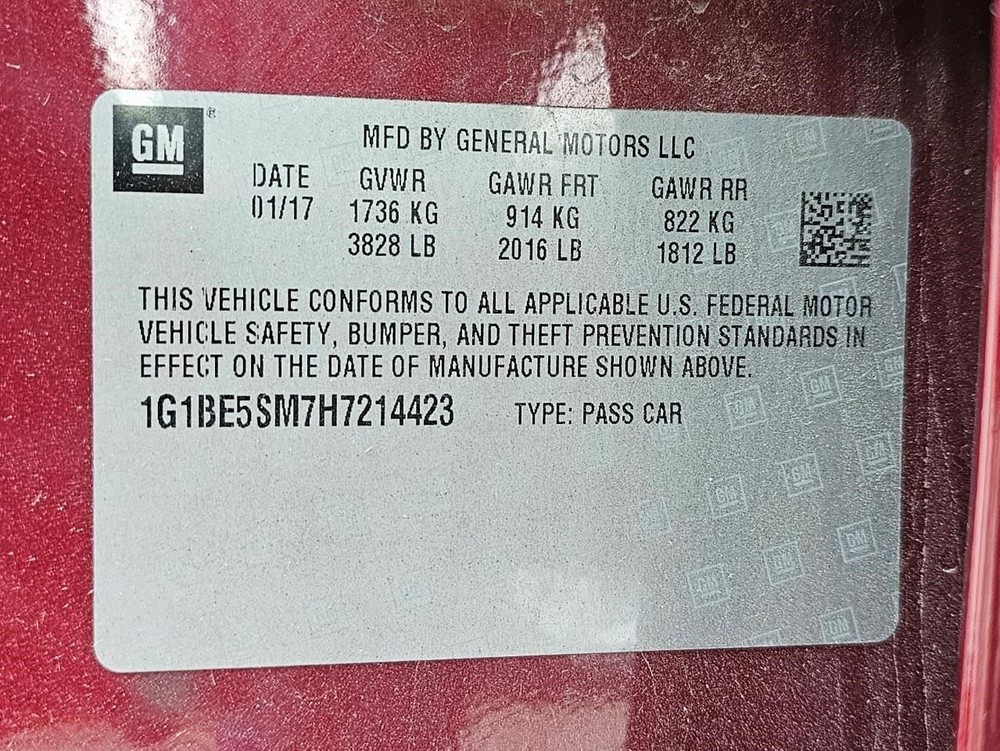 GM ®
MFD BY GENERAL MOTORS LLC
DATE GVWR GAWR FRT GAWR RR
01/17 1736 KG 914 KG 822 KG
3828 LB 2016 LB 1812 LB
THIS VEHICLE CONFORMS TO ALL APPLICABLE U.S. FEDERAL MOTOR
VEHICLE SAFETY, BUMPER, AND THEFT PREVENTION STANDARDS IN
EFFECT ON THE DATE OF MANUFACTURE SHOWN ABOVE.
1G1BE5SM7H7214423 TYPE: PASS CAR